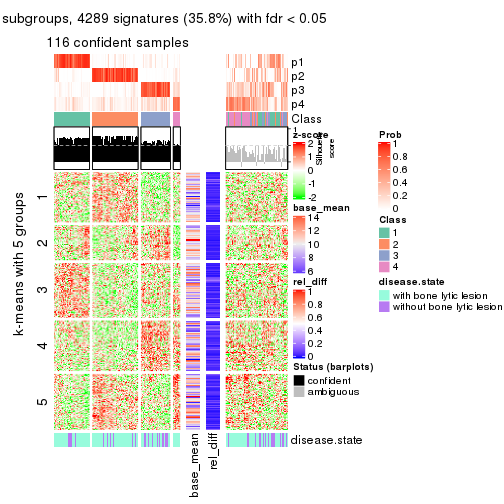 subgroups, 4289 signatures (35.8%) with fdr < 0.05
116 confident samples
p1
p2
p3
p4
Class
1
Silhouette
score
z-score
2
1
0
-1
-2
base_mean
14
12
10
8
6
rel_diff
1
0.8
0.6
0.4
0.2
0
Status (barplots)
confident
ambiguous
Prob
1
0.8
0.6
0.4
0.2
0
Class
1
2
3
4
disease.state
with bone lytic lesion
without bone lytic lesion
k-means with 5 groups
1
2
3
4
5
disease.state
base_mean
rel_diff